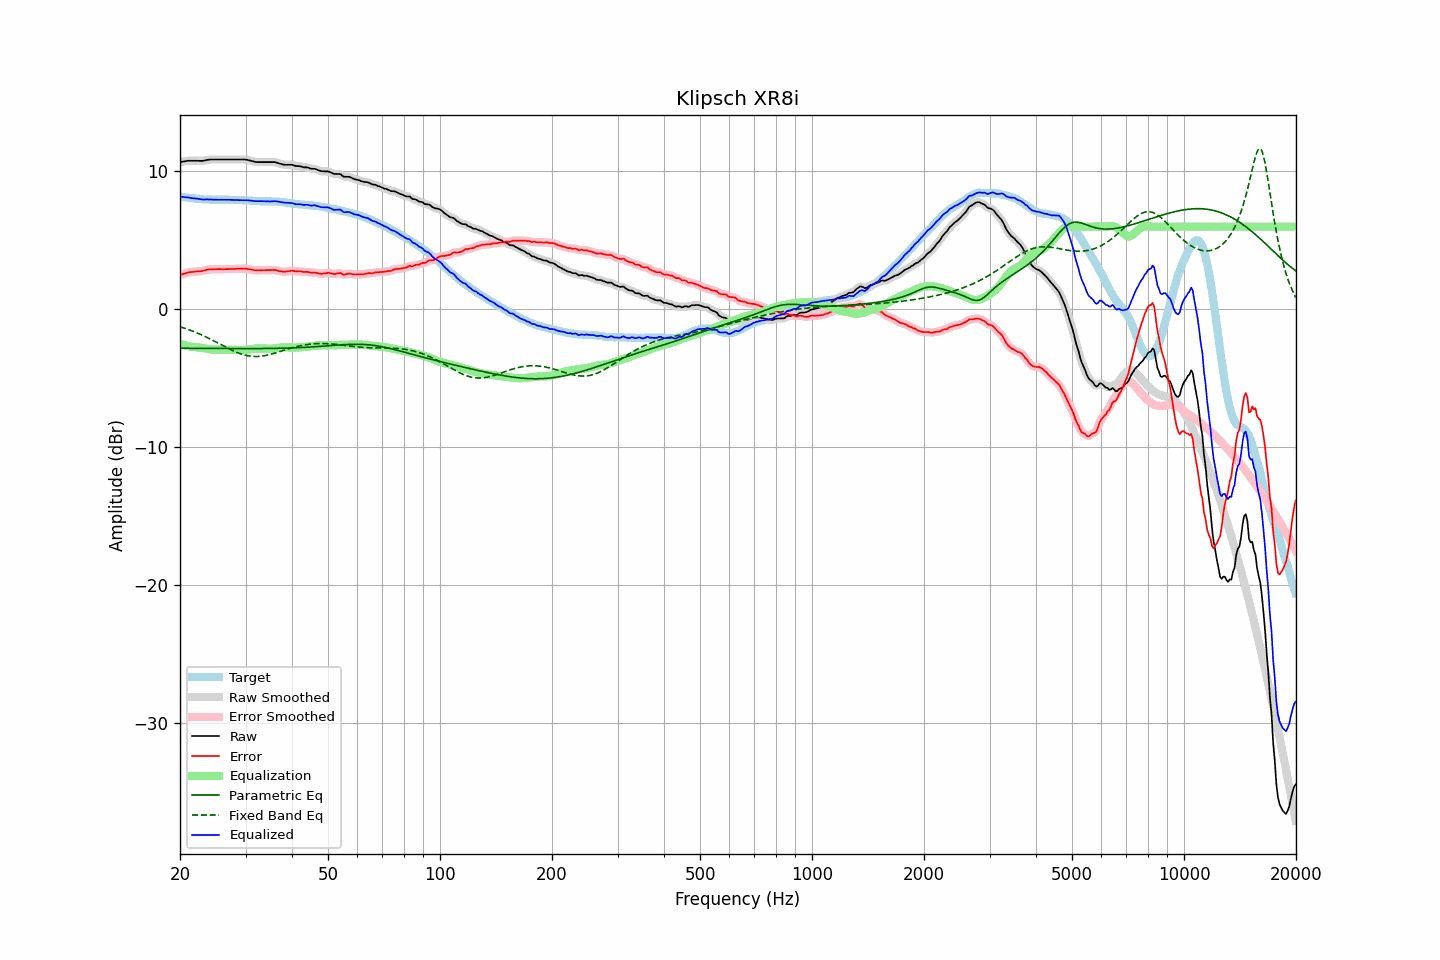 Klipsch XR8i
Amplitude (dBr)
10
0
−10
−20
−30
Target
Raw Smoothed
Error Smoothed
Raw
Error
Equalization
Parametric Eq
Fixed Band Eq
Equalized
20 50 100 200 500 1000 2000 5000 10000 20000
Frequency (Hz)